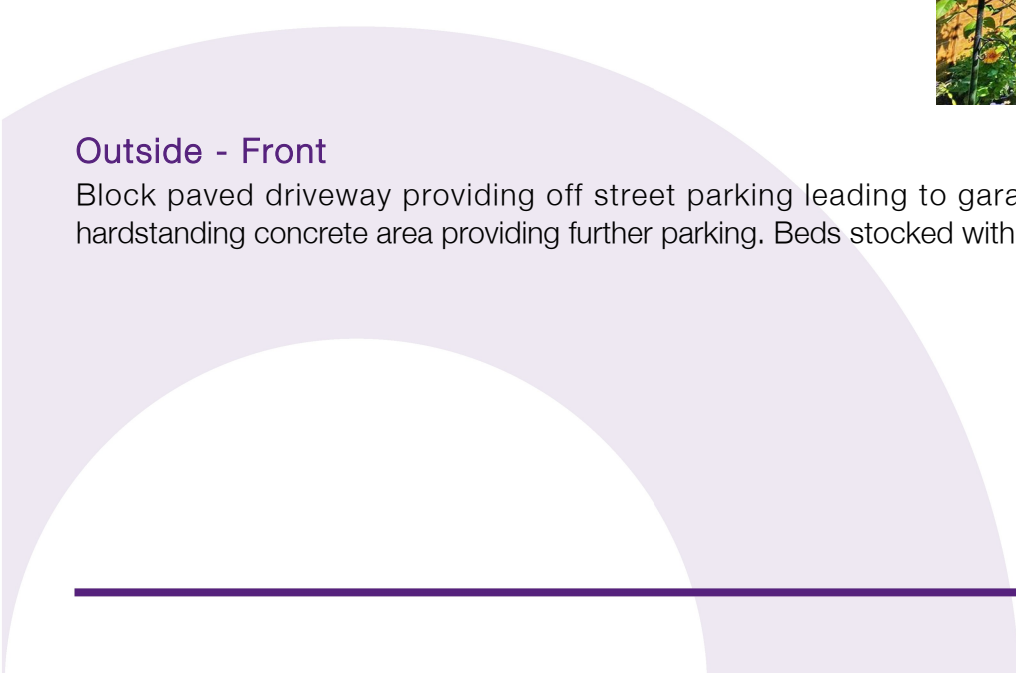 Outside - Front
Block paved driveway providing off street parking leading to
hardstanding concrete area providing further parking. Beds stocked with